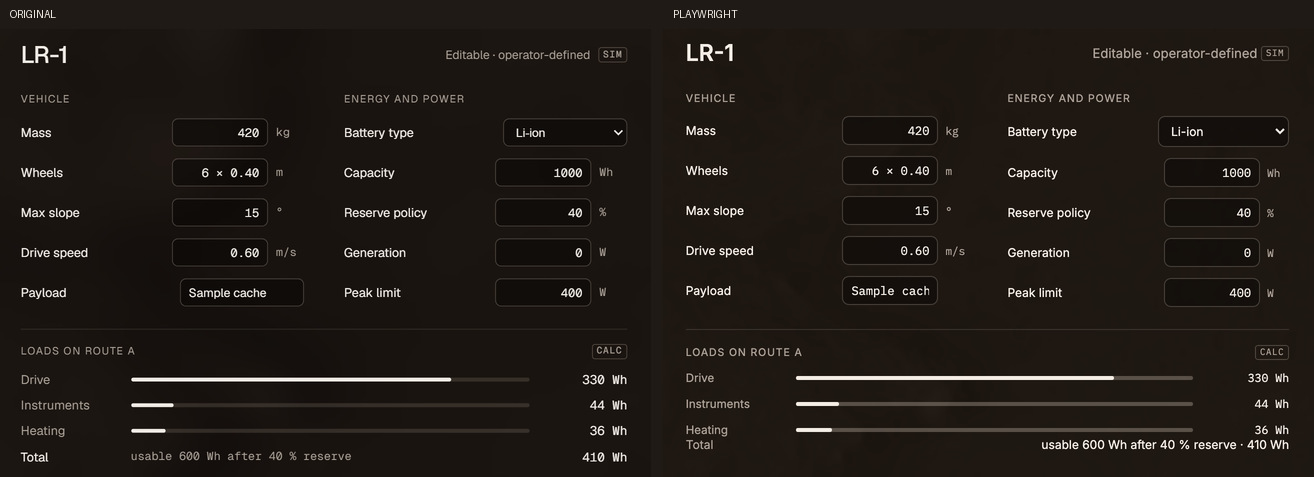 ORIGINAL
LR-1
Editable · operator-defined SIM
VEHICLE
Mass 420 kg
Wheels 6 × 0.40 m
Max slope 15 °
Drive speed 0.60 m/s
Payload Sample cache
ENERGY AND POWER
Battery type Li-ion
Capacity 1000 Wh
Reserve policy 40 %
Generation 0 W
Peak limit 400 W
LOADS ON ROUTE A CALC
Drive 330 Wh
Instruments 44 Wh
Heating 36 Wh
Total usable 600 Wh after 40 % reserve 410 Wh
PLAYWRIGHT
LR-1
Editable · operator-defined SIM
VEHICLE
Mass 420 kg
Wheels 6 × 0.40 m
Max slope 15 °
Drive speed 0.60 m/s
Payload Sample cach
ENERGY AND POWER
Battery type Li-ion
Capacity 1000 Wh
Reserve policy 40 %
Generation 0 W
Peak limit 400 W
LOADS ON ROUTE A CALC
Drive 330 Wh
Instruments 44 Wh
Heating 36 Wh
Total usable 600 Wh after 40 % reserve · 410 Wh